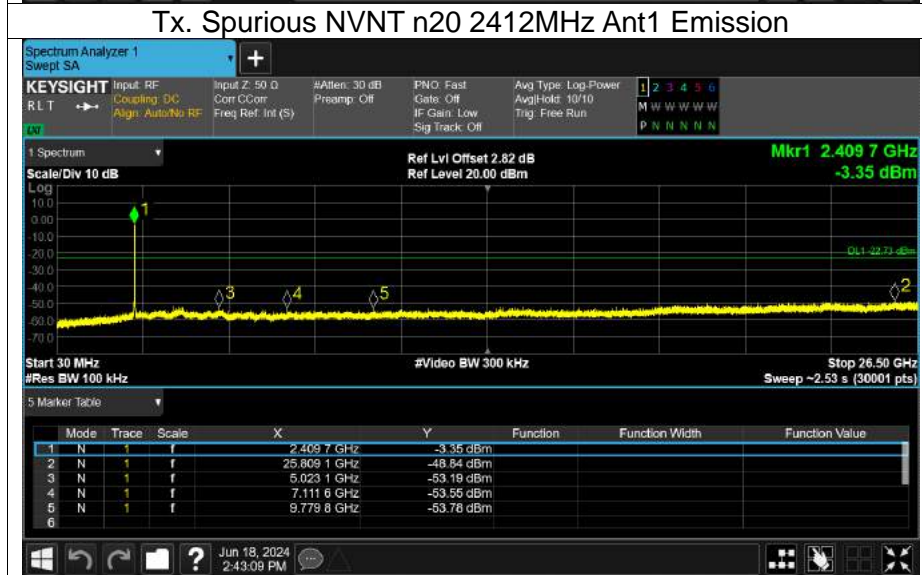 Tx. Spurious NVNT n20 2412MHz Ant1 Emission
Spectrum Analyzer 1
Swept SA
+
KEYSIGHT
RLT
LXI
Input: RF
Coupling: DC
Align: Auto/No RF
Input Z: 50 Ω
Corr CCorr
Freq Ref: Int (S)
#Atten: 30 dB
Preamp: Off
PNO: Fast
Gate: Off
IF Gain: Low
Sig Track: Off
Avg Type: Log-Power
Avg|Hold: 10/10
Trig: Free Run
1 2 3 4 5 6
M W W W W W
P N N N N N
1 Spectrum
Scale/Div 10 dB
Ref Lvl Offset 2.82 dB
Ref Level 20.00 dBm
Mkr1 2.409 7 GHz
-3.35 dBm
Log
10.0
0.00
-10.0
-20.0
-30.0
-40.0
-50.0
-60.0
-70.0
1
3
4
5
2
DL1 -22.73 dBm
Start 30 MHz
#Video BW 300 kHz
Stop 26.50 GHz
#Res BW 100 kHz
Sweep ~2.53 s (30001 pts)
5 Marker Table
Mode Trace Scale X Y Function Function Width Function Value
1 N 1 f 2.409 7 GHz -3.35 dBm
2 N 1 f 25.809 1 GHz -48.84 dBm
3 N 1 f 5.023 1 GHz -53.19 dBm
4 N 1 f 7.111 6 GHz -53.55 dBm
5 N 1 f 9.779 8 GHz -53.78 dBm
6
?
Jun 18, 2024
2:43:09 PM